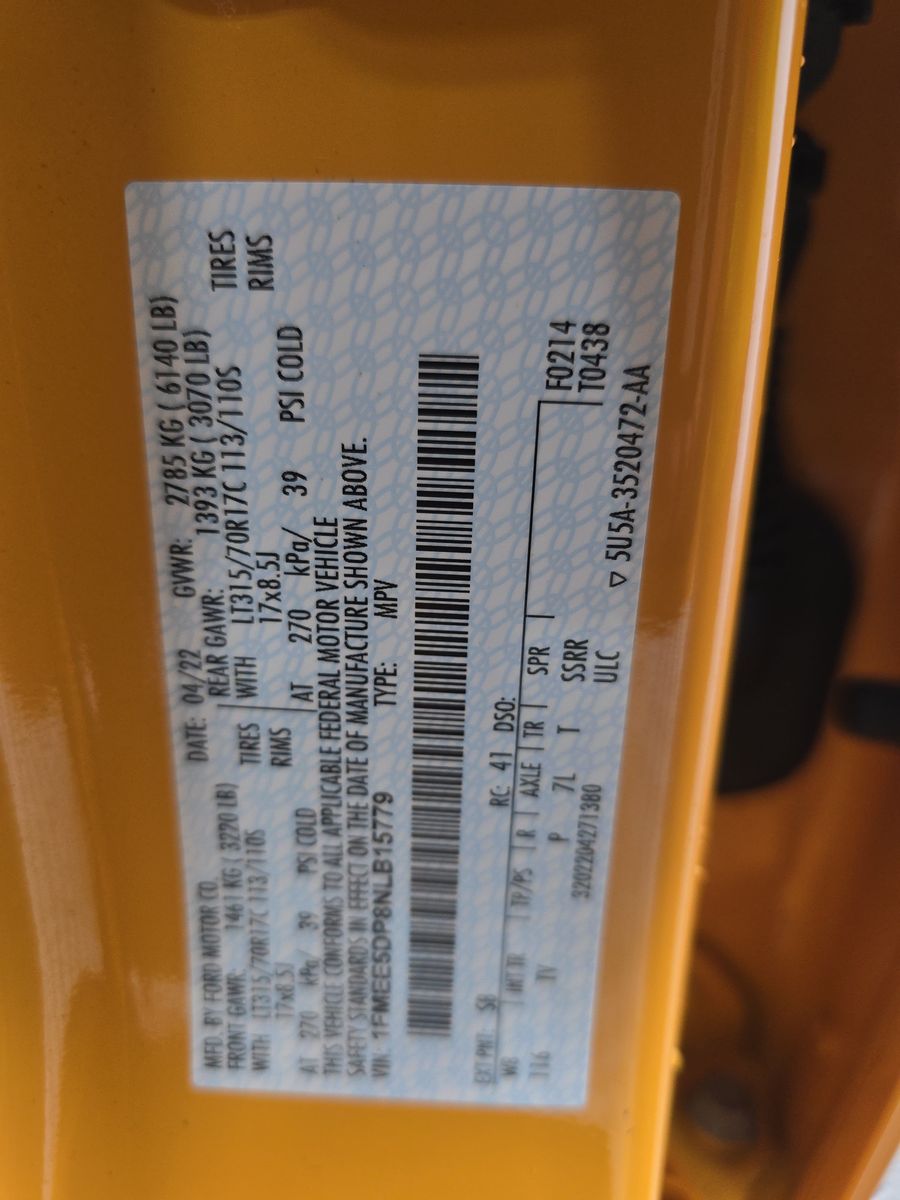 MFD. BY FORD MOTOR CO.
DATE: 04/22 GVWR: 2785 KG ( 6140 LB)
FRONT GAWR: 1461 KG ( 3220 LB) REAR GAWR: 1393 KG ( 3070 LB)
WITH LT315/70R17C 113/110S TIRES WITH LT315/70R17C 113/110S TIRES
17x8.5J RIMS 17x8.5J RIMS
AT 270 kPa/ 39 PSI COLD AT 270 kPa/ 39 PSI COLD
THIS VEHICLE CONFORMS TO ALL APPLICABLE FEDERAL MOTOR VEHICLE
SAFETY STANDARDS IN EFFECT ON THE DATE OF MANUFACTURE SHOWN ABOVE.
VIN: 1FMEE5DP8NLB15779 TYPE: MPV
EXT PNT: SB RC: 41 DSO:
WB INT TR TP/PS R AXLE TR SPR F0214
116 TV P 7L T SSRR T0438
3202204271380 ULC
▽ 5U5A-3520472-AA